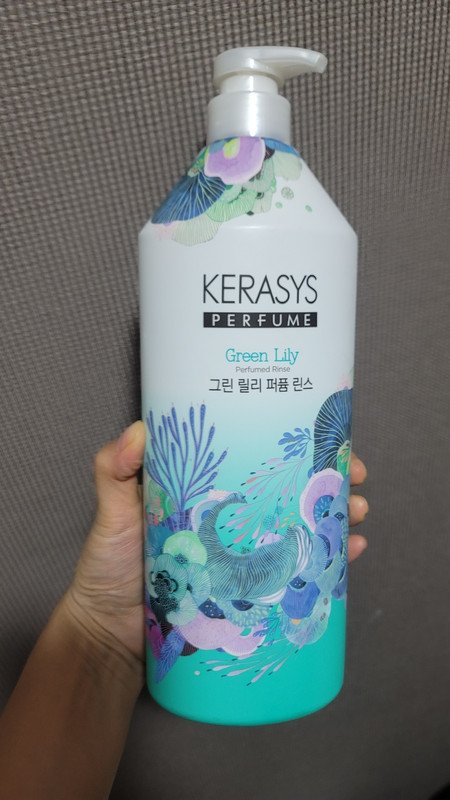 KERASYS
PERFUME
Green Lily
Perfumed Rinse
그린 릴리 퍼퓸 린스